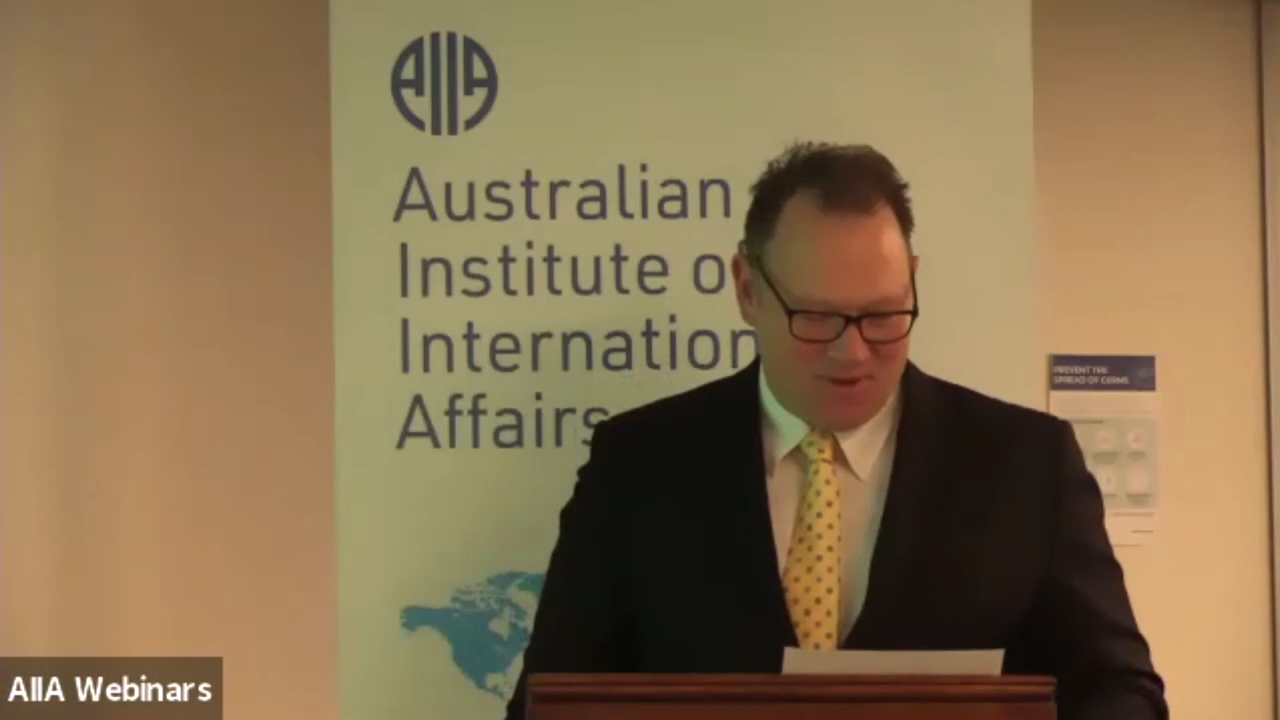 AIIA
Australian
Institute o
Internation
Affairs
PREVENT THE
SPREAD OF GERMS
AIIA Webinars